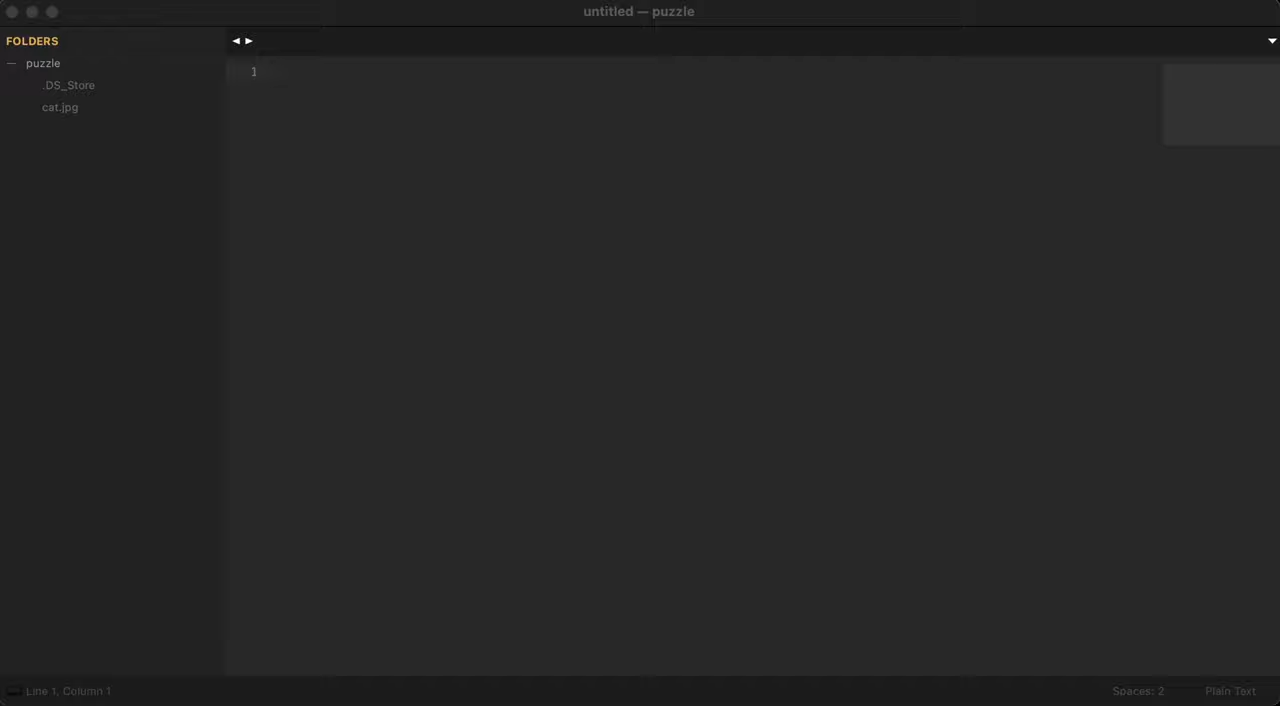 untitled — puzzle
FOLDERS
puzzle
.DS_Store
cat.jpg
1
Line 1, Column 1
Spaces: 2
Plain Text